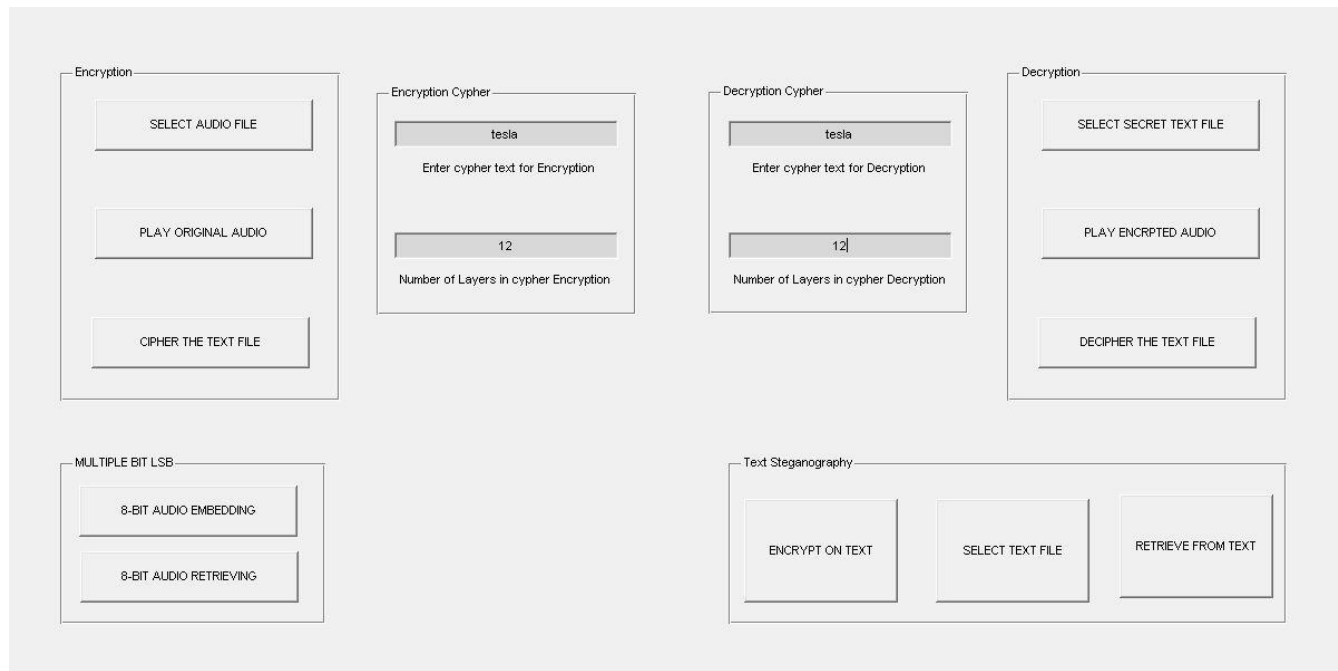 Encryption
SELECT AUDIO FILE
PLAY ORIGINAL AUDIO
CIPHER THE TEXT FILE
Encryption Cypher
tesla
Enter cypher text for Encryption
12
Number of Layers in cypher Encryption
Decryption Cypher
tesla
Enter cypher text for Decryption
12
Number of Layers in cypher Decryption
Decryption
SELECT SECRET TEXT FILE
PLAY ENCRPTED AUDIO
DECIPHER THE TEXT FILE
MULTIPLE BIT LSB
8-BIT AUDIO EMBEDDING
8-BIT AUDIO RETRIEVING
Text Steganography
ENCRYPT ON TEXT
SELECT TEXT FILE
RETRIEVE FROM TEXT